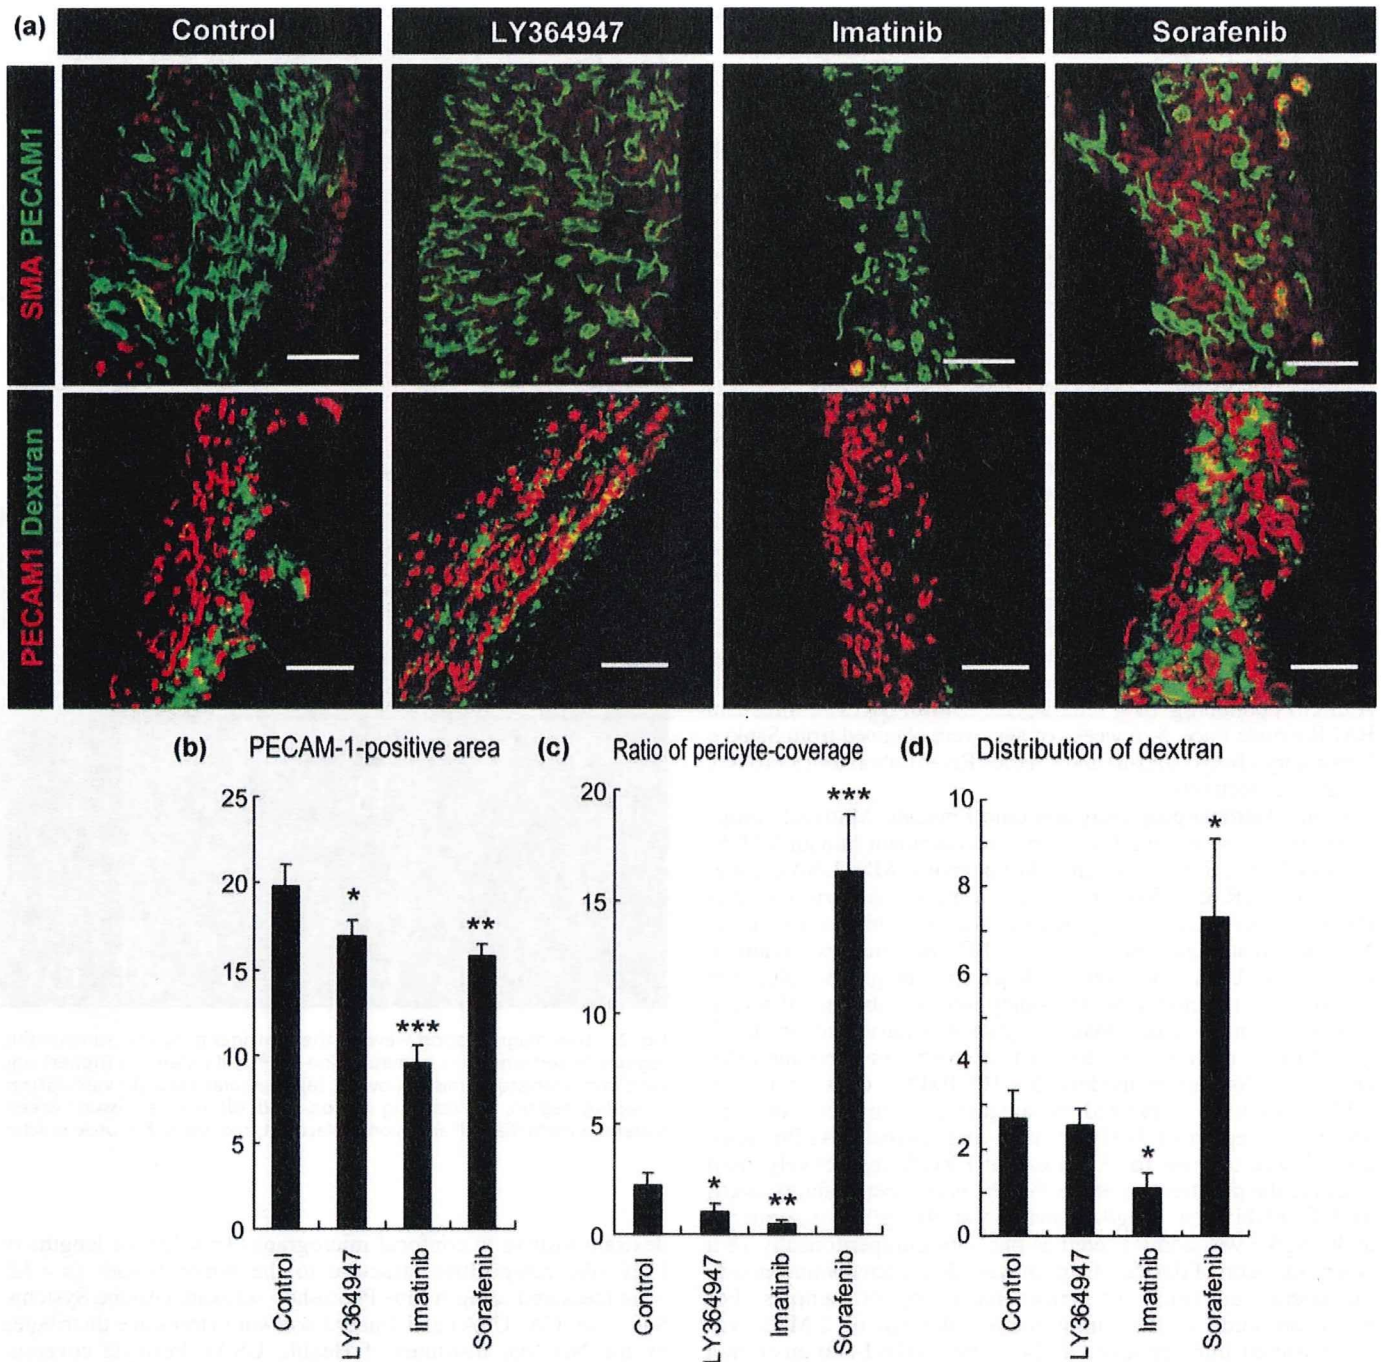 (a) Control LY364947 Imatinib Sorafenib
SMA PECAM1
PECAM1 Dextran
(b) PECAM-1-positive area
25
20
15
10
5
0
*
***
**
Control
LY364947
Imatinib
Sorafenib
(c) Ratio of pericyte-coverage
20
15
10
5
0
*
**
***
Control
LY364947
Imatinib
Sorafenib
(d) Distribution of dextran
10
8
6
4
2
0
*
*
Control
LY364947
Imatinib
Sorafenib